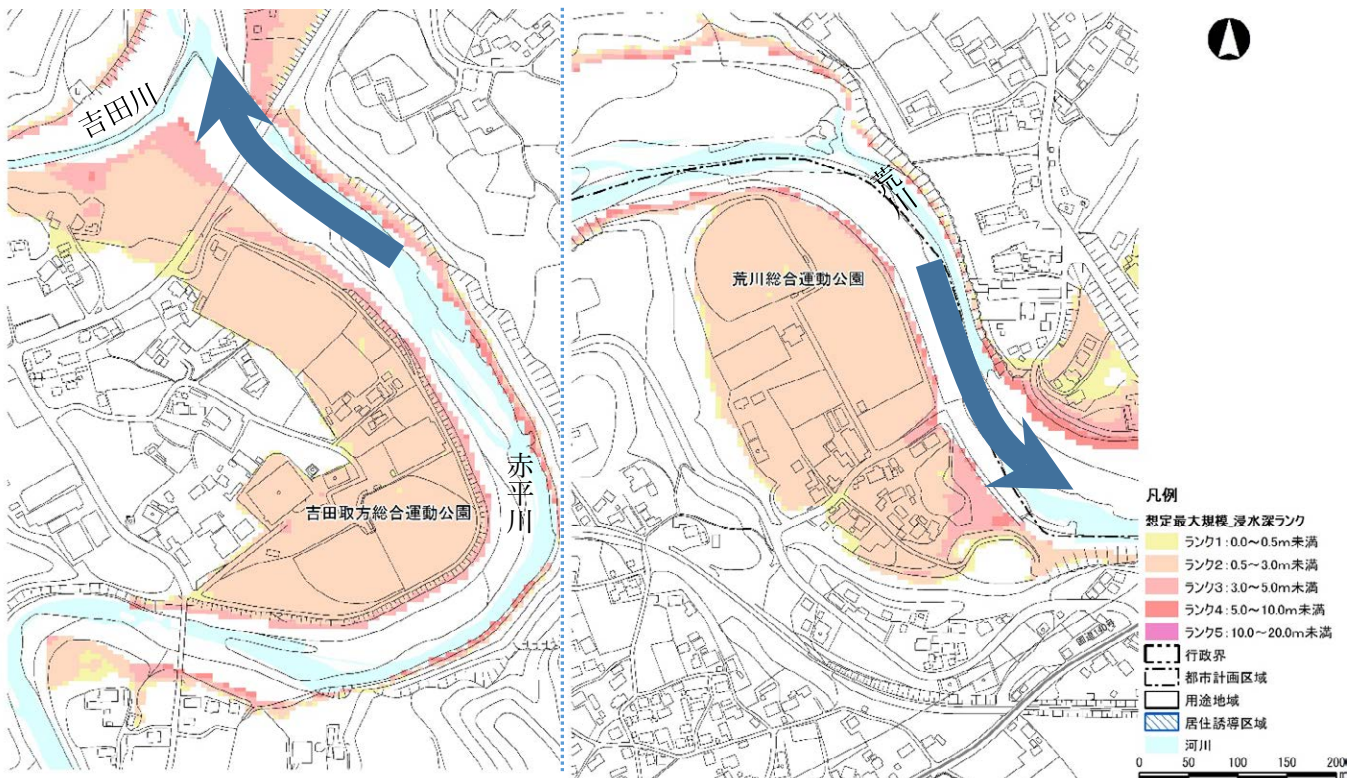 吉田川
赤平川
吉田取方総合運動公園
荒川
荒川総合運動公園
国道140号
凡例
想定最大規模_浸水深ランク
ランク1:0.0～0.5m未満
ランク2:0.5～3.0m未満
ランク3:3.0～5.0m未満
ランク4:5.0～10.0m未満
ランク5:10.0～20.0m未満
行政界
都市計画区域
用途地域
居住誘導区域
河川
0 50 100 150 200
m